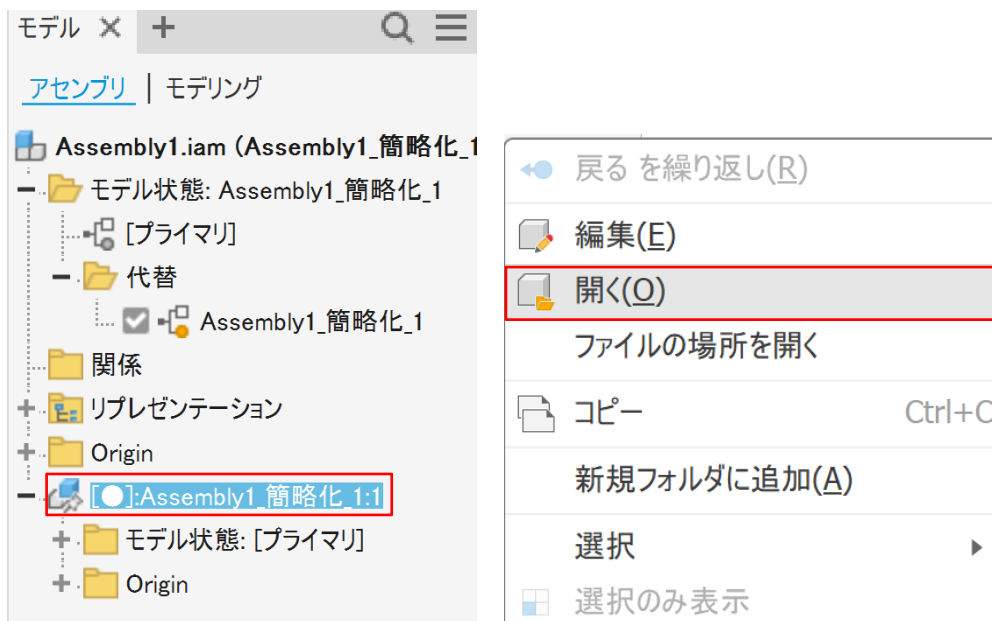 モデル
アセンブリ | モデリング
Assembly1.iam (Assembly1_簡略化_1
モデル状態: Assembly1_簡略化_1
[プライマリ]
代替
Assembly1_簡略化_1
関係
リプレゼンテーション
Origin
[●]:Assembly1_簡略化_1:1
モデル状態: [プライマリ]
Origin
戻る を繰り返し(R)
編集(E)
開く(O)
ファイルの場所を開く
コピー Ctrl+C
新規フォルダに追加(A)
選択
選択のみ表示